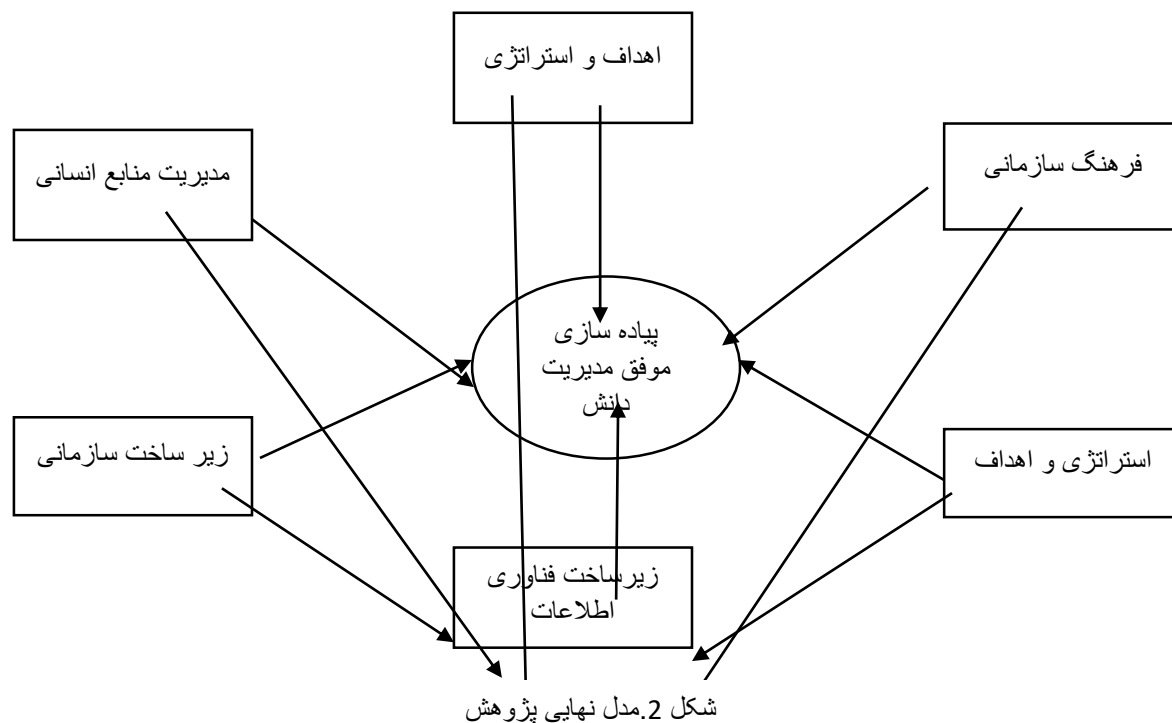 اهداف و استراتژی
مدیریت منابع انسانی
فرهنگ سازمانی
پیاده سازی
موفق مدیریت
دانش
زیر ساخت سازمانی
استراتژی و اهداف
زیرساخت فناوری
اطلاعات
شکل 2.مدل نهایی پژوهش